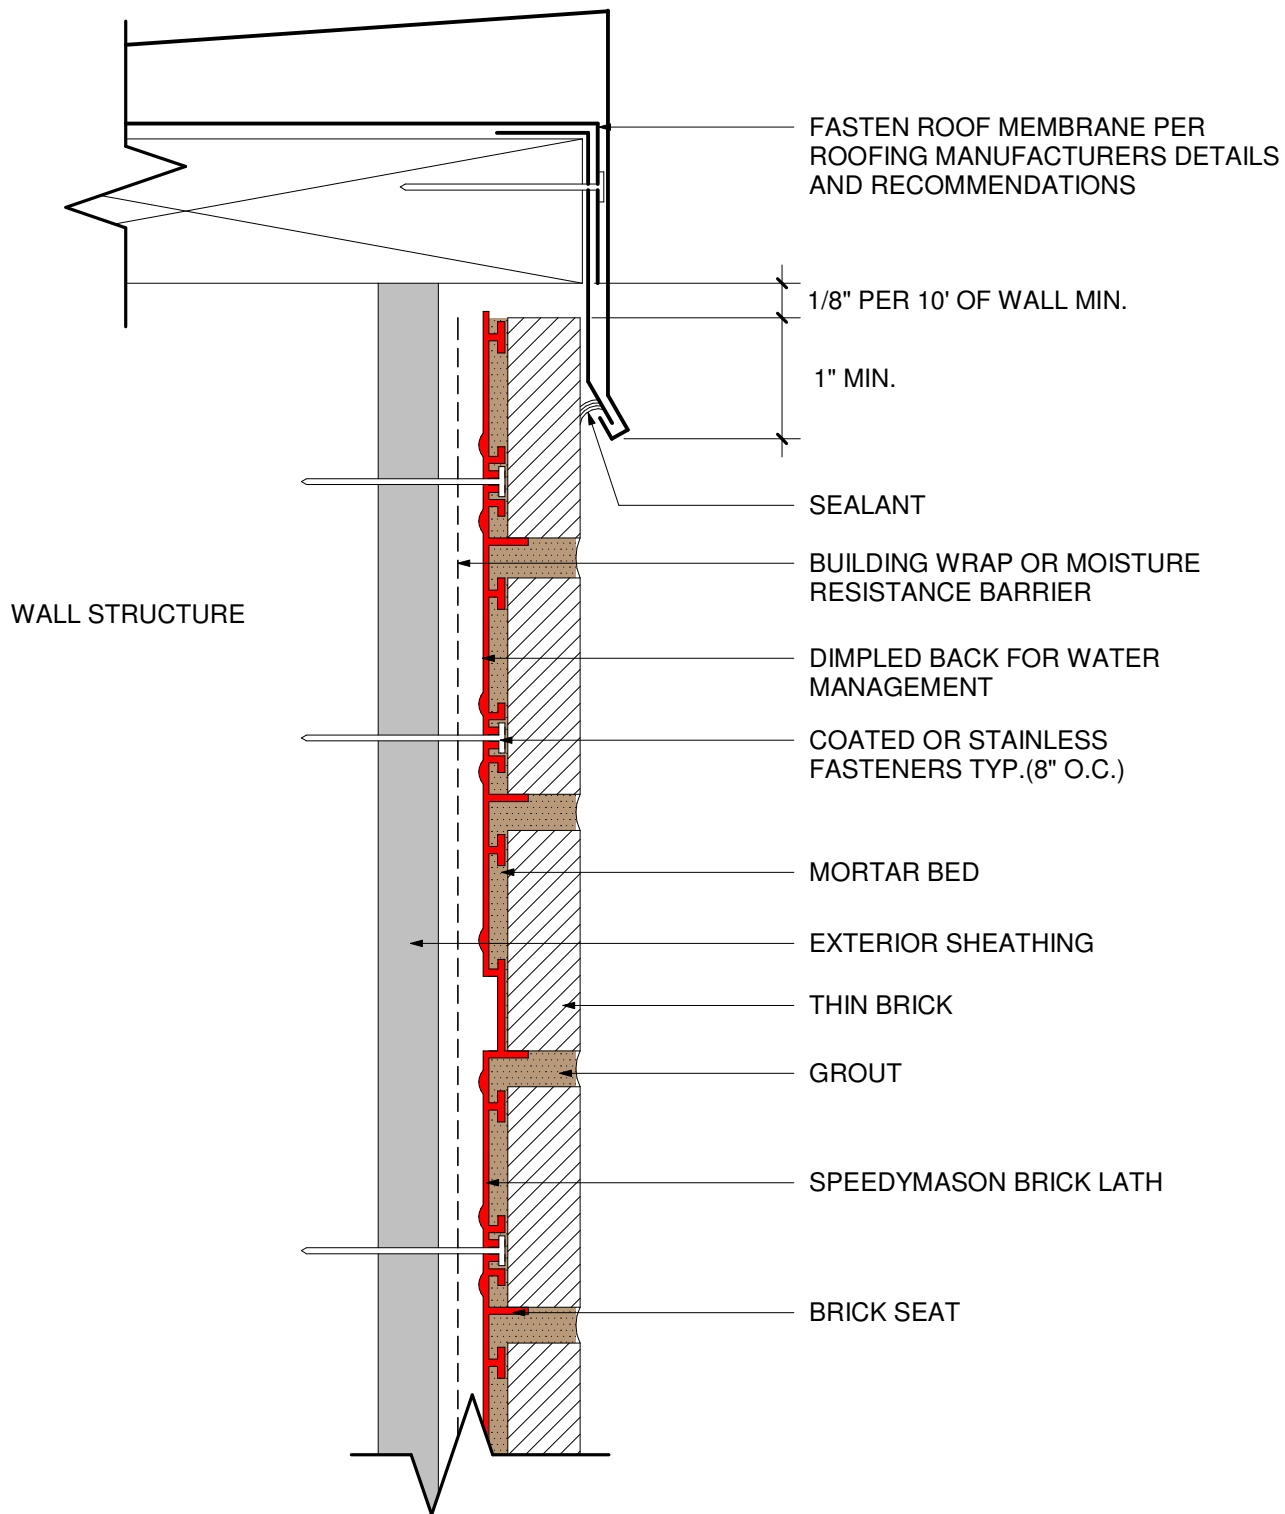 FASTEN ROOF MEMBRANE PER
ROOFING MANUFACTURERS DETAILS
AND RECOMMENDATIONS
1/8" PER 10' OF WALL MIN.
1" MIN.
SEALANT
BUILDING WRAP OR MOISTURE
RESISTANCE BARRIER
WALL STRUCTURE
DIMPLED BACK FOR WATER
MANAGEMENT
COATED OR STAINLESS
FASTENERS TYP.(8" O.C.)
MORTAR BED
EXTERIOR SHEATHING
THIN BRICK
GROUT
SPEEDYMASON BRICK LATH
BRICK SEAT